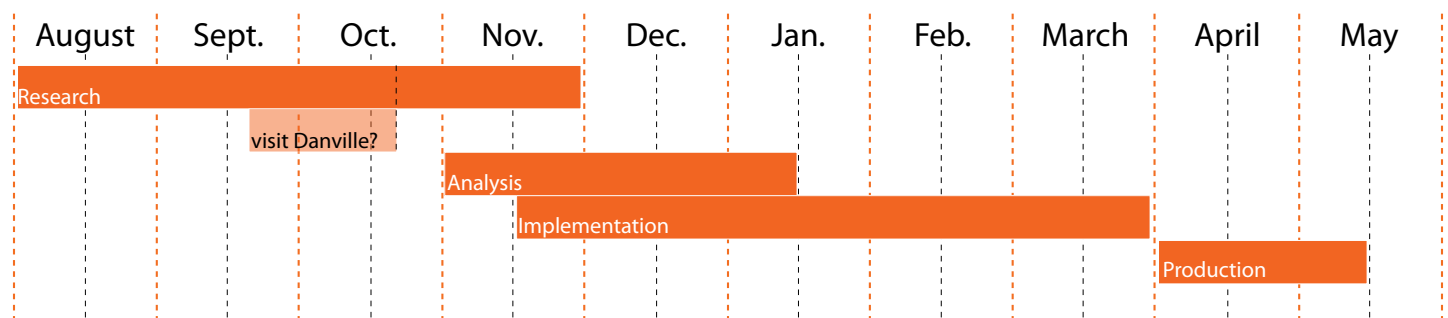 August Sept. Oct. Nov. Dec. Jan. Feb. March April May
Research
visit Danville?
Analysis
Implementation
Production